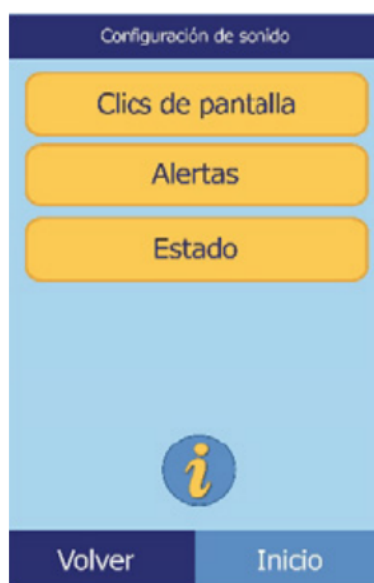 Configuración de sonido
Clics de pantalla
Alertas
Estado
i
Volver Inicio